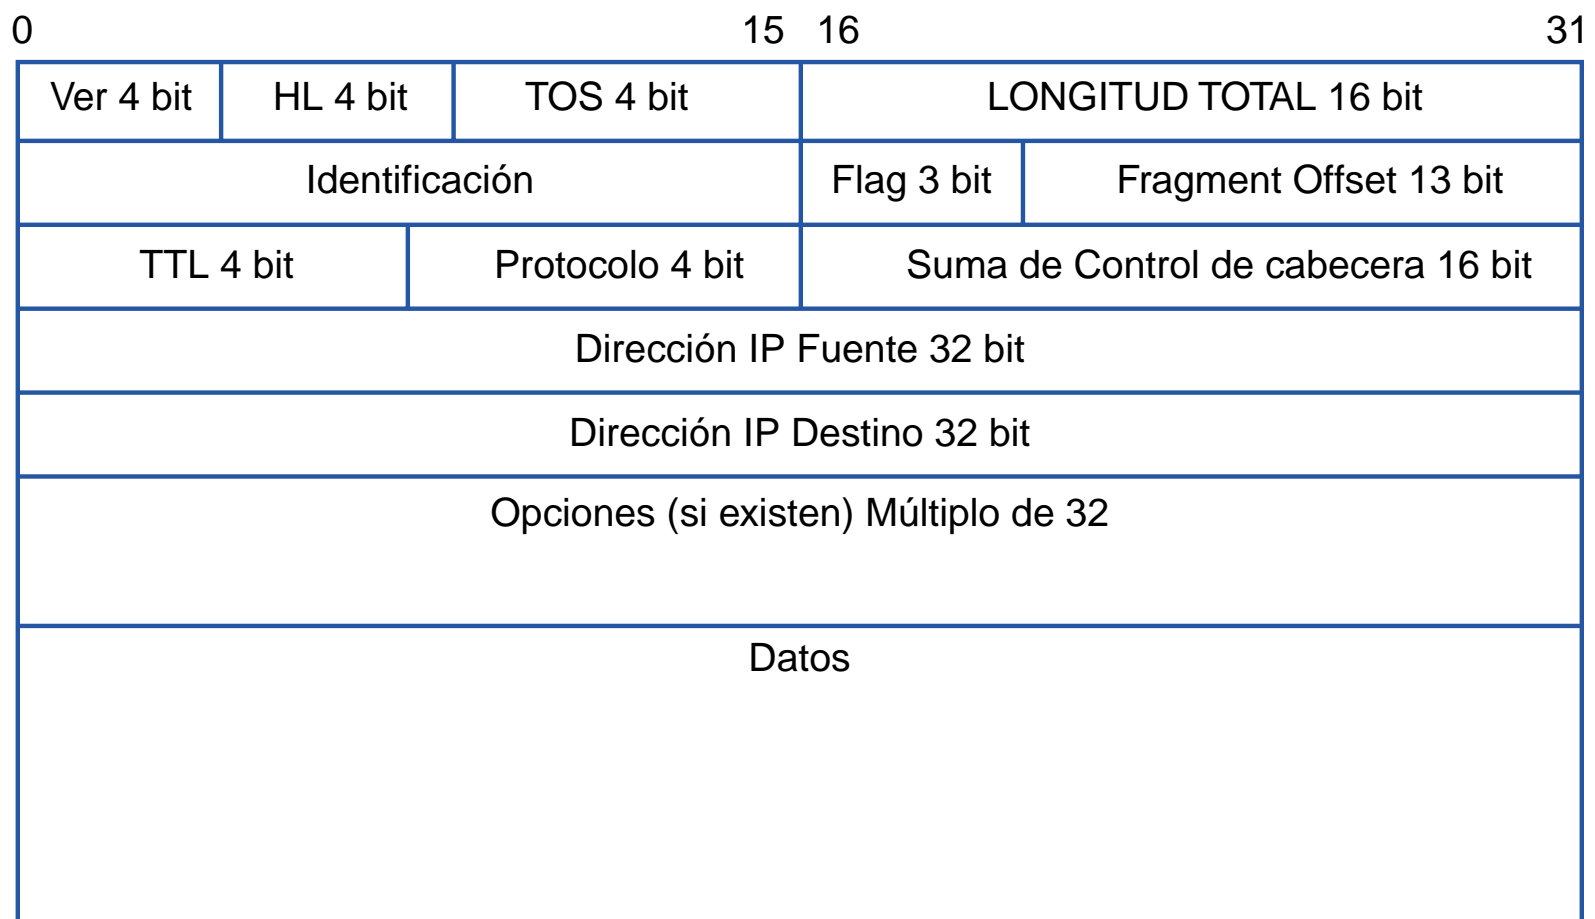 0 15 16 31
Ver 4 bit HL 4 bit TOS 4 bit LONGITUD TOTAL 16 bit
Identificación Flag 3 bit Fragment Offset 13 bit
TTL 4 bit Protocolo 4 bit Suma de Control de cabecera 16 bit
Dirección IP Fuente 32 bit
Dirección IP Destino 32 bit
Opciones (si existen) Múltiplo de 32
Datos